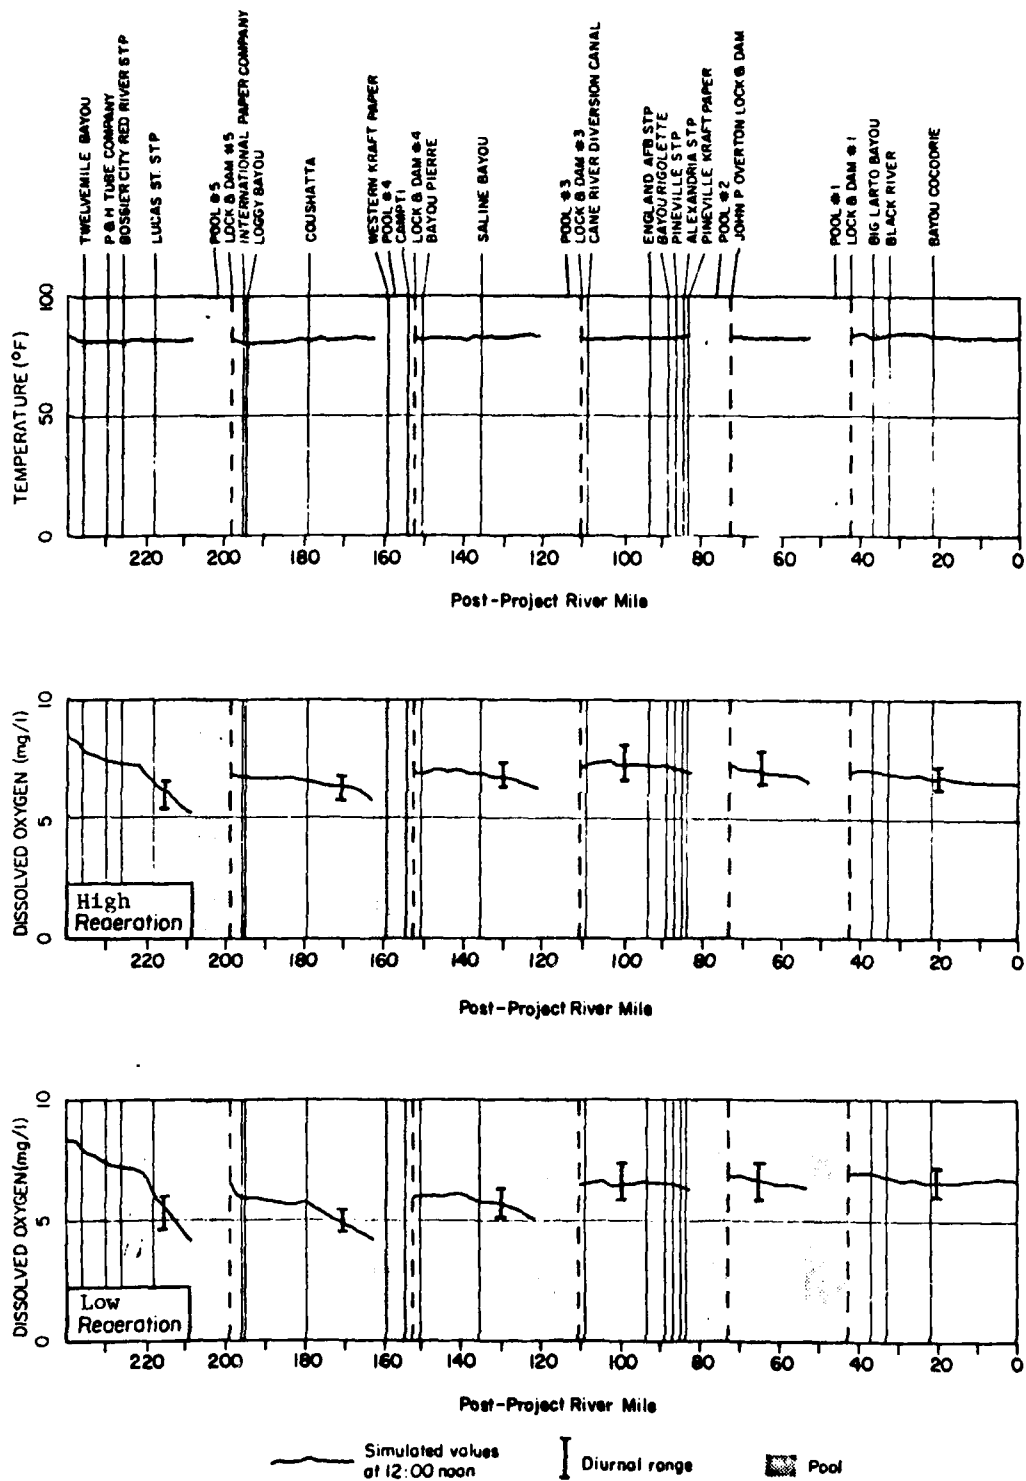 TWELVEMILE BAYOU
P & H TUBE COMPANY
BOSSIER CITY RED RIVER STP
LUCAS ST. STP
POOL #5
LOCK & DAM #5
INTERNATIONAL PAPER COMPANY
LOGGY BAYOU
COUSHATTA
WESTERN KRAFT PAPER
POOL #4
CAMPTI
LOCK & DAM #4
BAYOU PIERRE
SALINE BAYOU
POOL #3
LOCK & DAM #3
CANE RIVER DIVERSION CANAL
ENGLAND AFB STP
BAYOU RIGOLETTE
PINEVILLE STP
ALEXANDRIA STP
PINEVILLE KRAFT PAPER
POOL #2
JOHN P OVERTON LOCK & DAM
POOL #1
LOCK & DAM #1
BIG LARTO BAYOU
BLACK RIVER
BAYOU COCODRIE
TEMPERATURE (°F)
100
50
0
220 200 180 160 140 120 100 80 60 40 20 0
Post-Project River Mile
DISSOLVED OXYGEN (mg/l)
10
5
0
High
Reaeration
220 200 180 160 140 120 100 80 60 40 20 0
Post-Project River Mile
DISSOLVED OXYGEN (mg/l)
10
5
0
Low
Reaeration
220 200 180 160 140 120 100 80 60 40 20 0
Post-Project River Mile
Simulated values
at 12:00 noon
Diurnal range
Pool